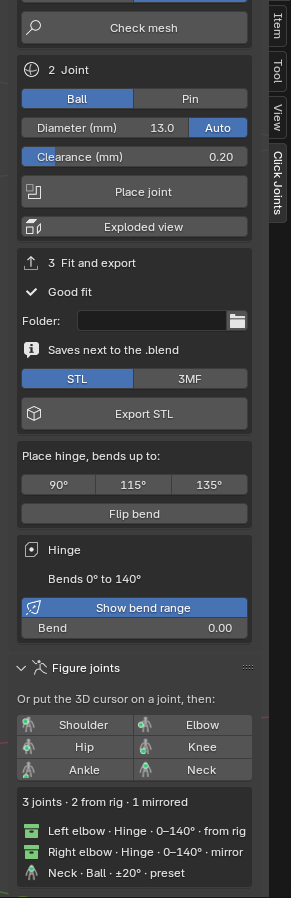 Check mesh
2 Joint
Ball Pin
Diameter (mm) 13.0 Auto
Clearance (mm) 0.20
Place joint
Exploded view
3 Fit and export
Good fit
Folder:
Saves next to the .blend
STL 3MF
Export STL
Place hinge, bends up to:
90° 115° 135°
Flip bend
Hinge
Bends 0° to 140°
Show bend range
Bend 0.00
Figure joints
Or put the 3D cursor on a joint, then:
Shoulder Elbow
Hip Knee
Ankle Neck
3 joints · 2 from rig · 1 mirrored
Left elbow · Hinge · 0–140° · from rig
Right elbow · Hinge · 0–140° · mirror
Neck · Ball · ±20° · preset
Item
Tool
View
Click Joints